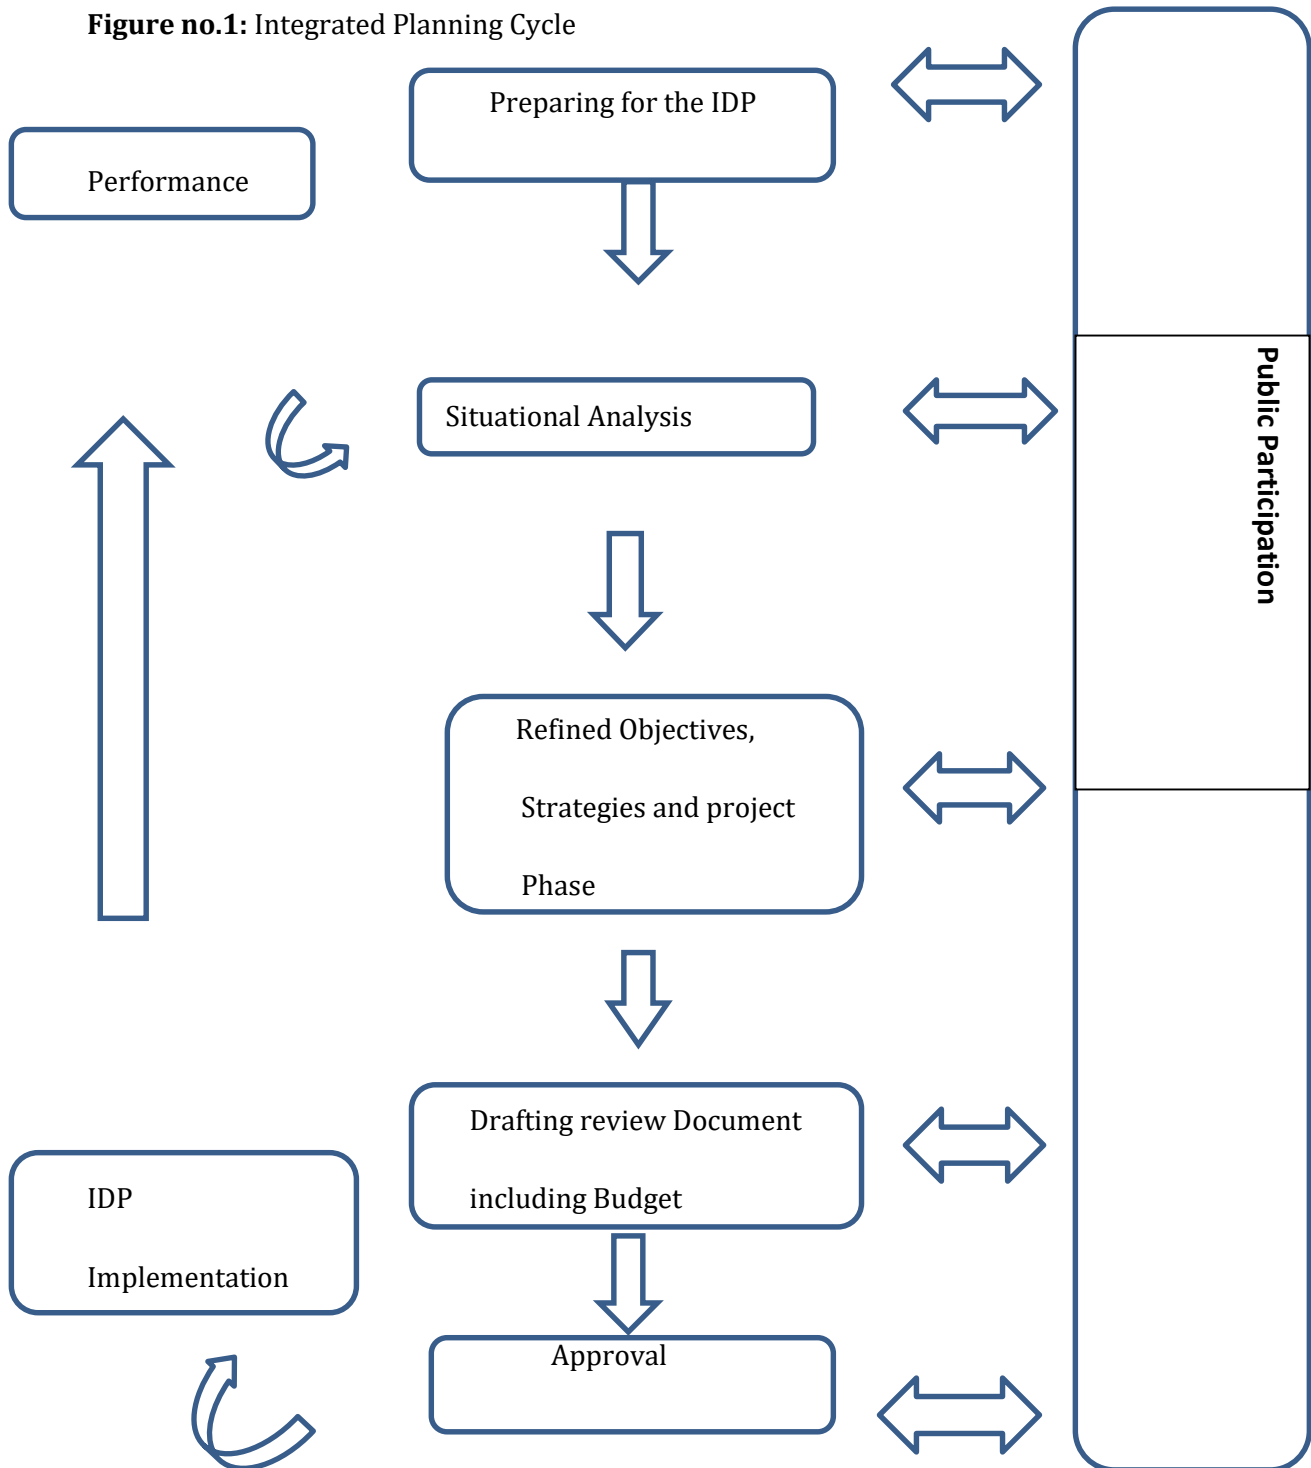 Figure no.1: Integrated Planning Cycle
Preparing for the IDP
Performance
Situational Analysis
Public Participation
Refined Objectives,
Strategies and project
Phase
Drafting review Document
including Budget
IDP
Implementation
Approval